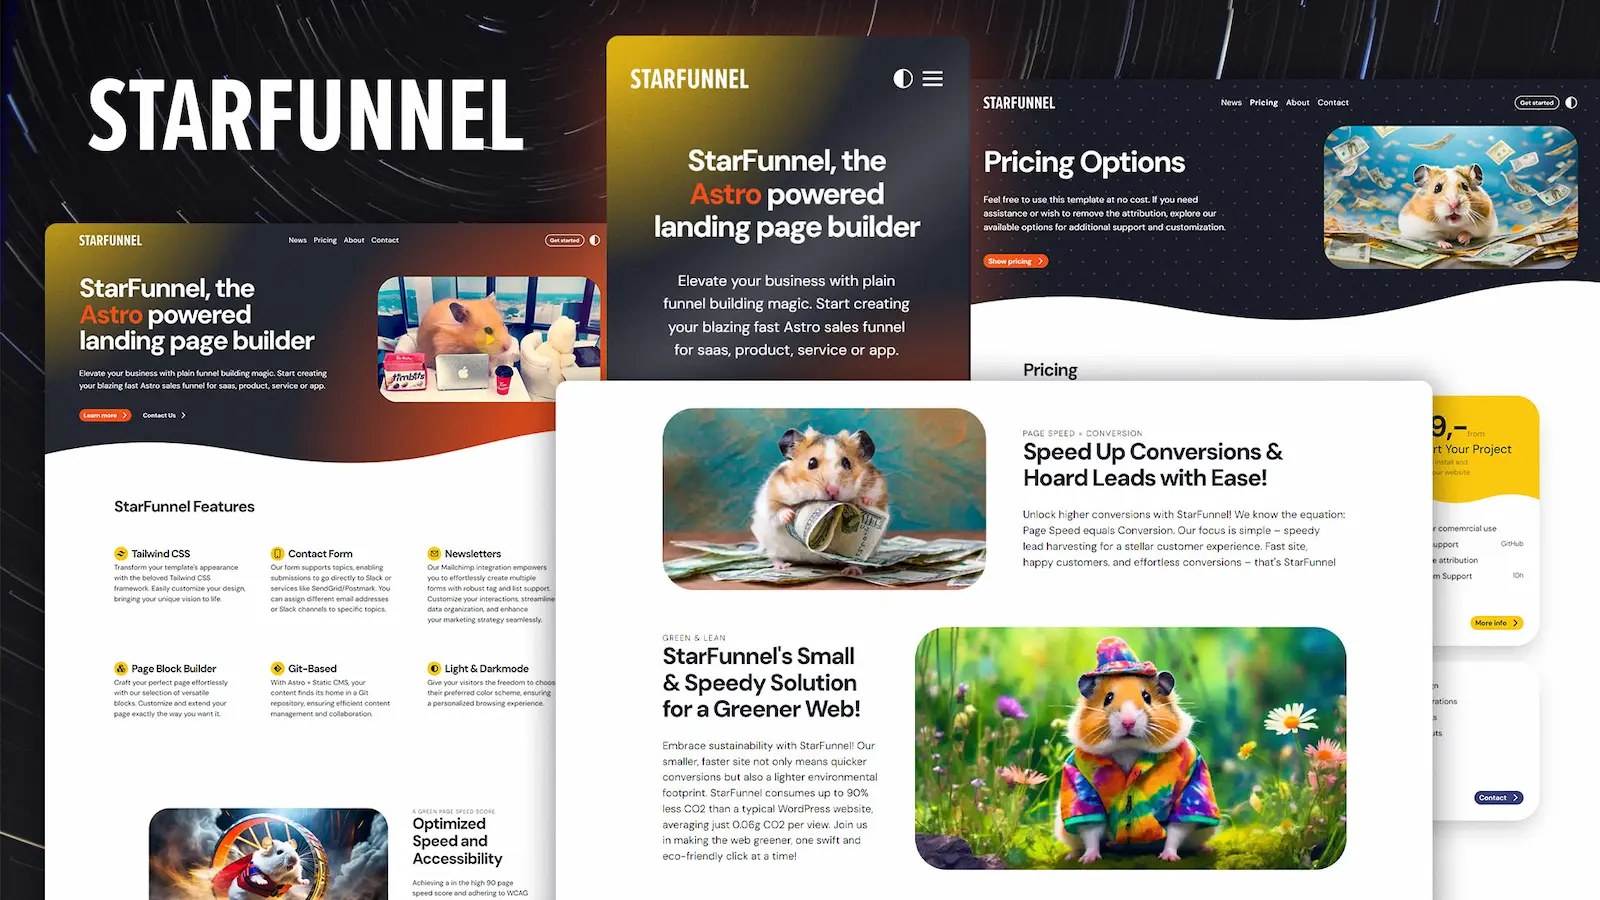 STARFUNNEL
STARFUNNEL
News Pricing About Contact
Get started
StarFunnel, the
Astro powered
landing page builder
Elevate your business with plain funnel building magic. Start creating
your blazing fast Astro sales funnel for saas, product, service or app.
Learn more
Contact Us
timbits
StarFunnel Features
Tailwind CSS
Transform your template's appearance
with the beloved Tailwind CSS
framework. Easily customize your design,
bringing your unique vision to life.
Contact Form
Our form supports topics, enabling
submissions to go directly to Slack or
services like SendGrid/Postmark. You
can assign different email addresses
or Slack channels to specific topics.
Newsletters
Our Mailchimp integration empowers
you to effortlessly create multiple
forms with robust tag and list support.
Customize your interactions, streamline
data organization, and enhance
your marketing strategy seamlessly.
Page Block Builder
Craft your perfect page effortlessly
with our selection of versatile
blocks. Customize and extend your
page exactly the way you want it.
Git-Based
With Astro + Static CMS, your
content finds its home in a Git
repository, ensuring efficient content
management and collaboration.
Light & Darkmode
Give your visitors the freedom to choose
their preferred color scheme, ensuring
a personalized browsing experience.
A GREEN PAGE SPEED SCORE
Optimized
Speed and
Accessibility
Achieving a in the high 90 page
speed score and adhering to WCAG
STARFUNNEL
StarFunnel, the
Astro powered
landing page builder
Elevate your business with plain
funnel building magic. Start creating
your blazing fast Astro sales funnel
for saas, product, service or app.
STARFUNNEL
News Pricing About Contact
Get started
Pricing Options
Feel free to use this template at no cost. If you need
assistance or wish to remove the attribution, explore our
available options for additional support and customization.
Show pricing
Pricing
9,- from
rt Your Project
install and
our website.
r comemrcial use
upport GitHub
e attribution
m Support 10h
More info
gn
rations
s
uts
Contact
PAGE SPEED = CONVERSION
Speed Up Conversions &
Hoard Leads with Ease!
Unlock higher conversions with StarFunnel! We know the equation:
Page Speed equals Conversion. Our focus is simple – speedy
lead harvesting for a stellar customer experience. Fast site,
happy customers, and effortless conversions – that's StarFunnel
GREEN & LEAN
StarFunnel's Small
& Speedy Solution
for a Greener Web!
Embrace sustainability with StarFunnel! Our
smaller, faster site not only means quicker
conversions but also a lighter environmental
footprint. StarFunnel consumes up to 90%
less CO2 than a typical WordPress website,
averaging just 0.06g CO2 per view. Join us
in making the web greener, one swift and
eco-friendly click at a time!